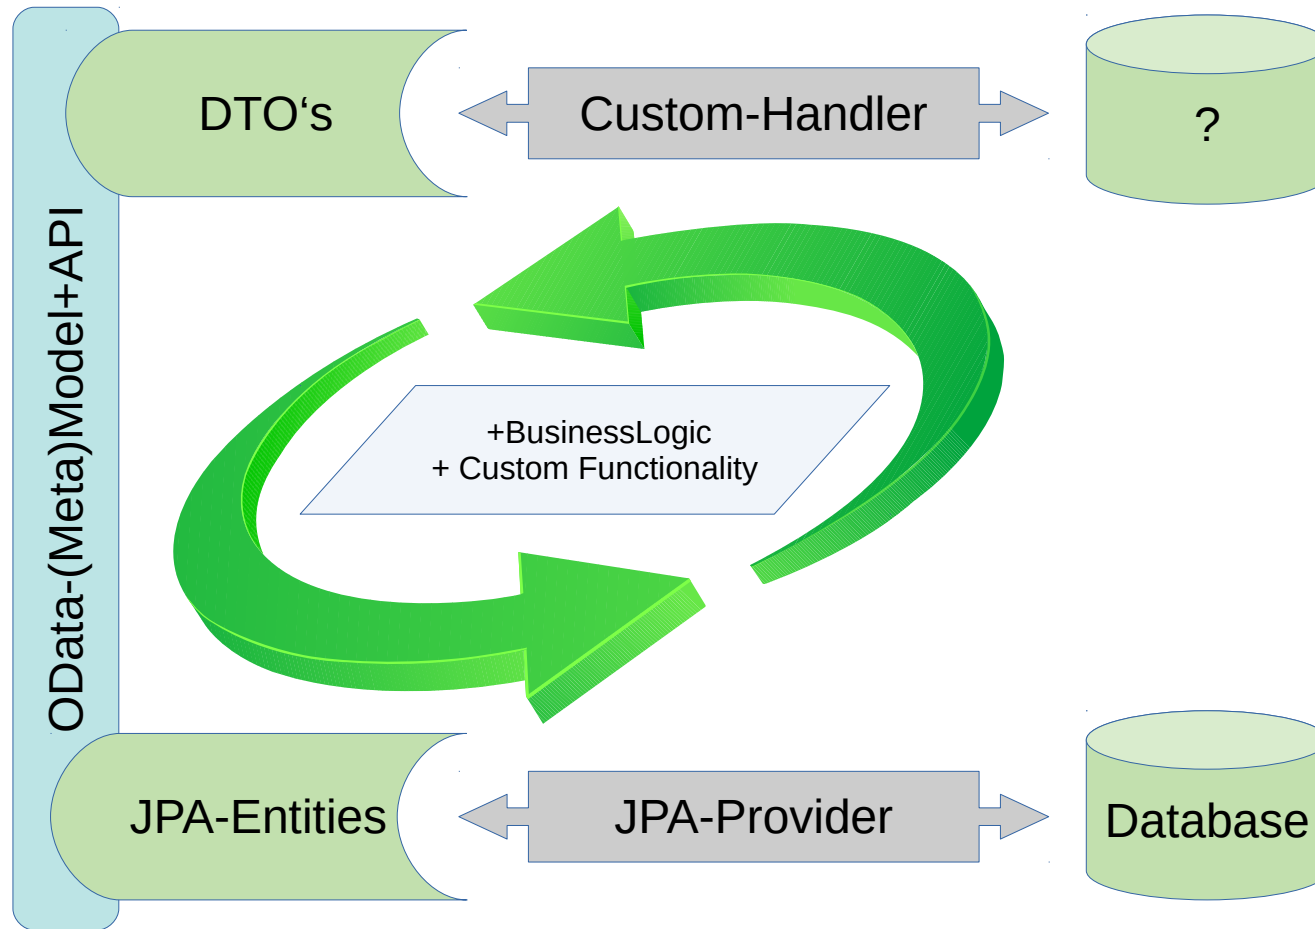 DTO‘s
Custom-Handler
?
OData-(Meta)Model+API
+BusinessLogic
+ Custom Functionality
JPA-Entities
JPA-Provider
Database